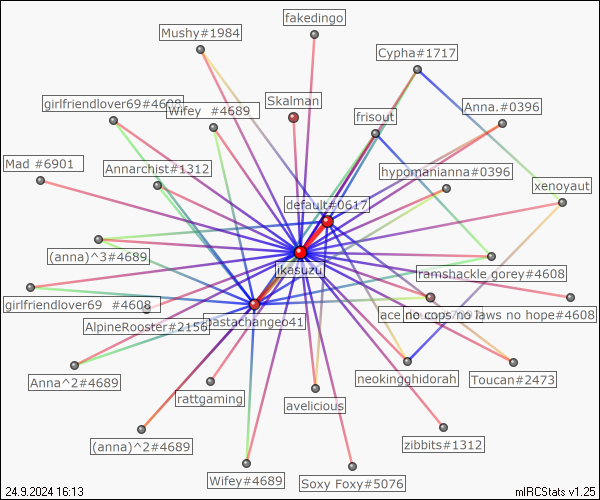 fakedingo
Mushy#1984
Cypha#1717
Skalman
girlfriendlover69#4608
Wifey #4689
Anna.#0396
frisout
Mad #6901
Annarchist#1312
hypomanianna#0396
xenoyaut
default#0617
(anna)^3#4689
ikasuzu
ramshackle gorey#4608
girlfriendlover69 #4608
ace
no cops no laws no hope#4608
AlpineRooster#2156
pastachangeo41
Anna^2#4689
neokingghidorah
Toucan#2473
rattgaming
avelicious
(anna)^2#4689
zibbits#1312
Wifey#4689
Soxy Foxy#5076
24.9.2024 16:13
mIRCStats v1.25